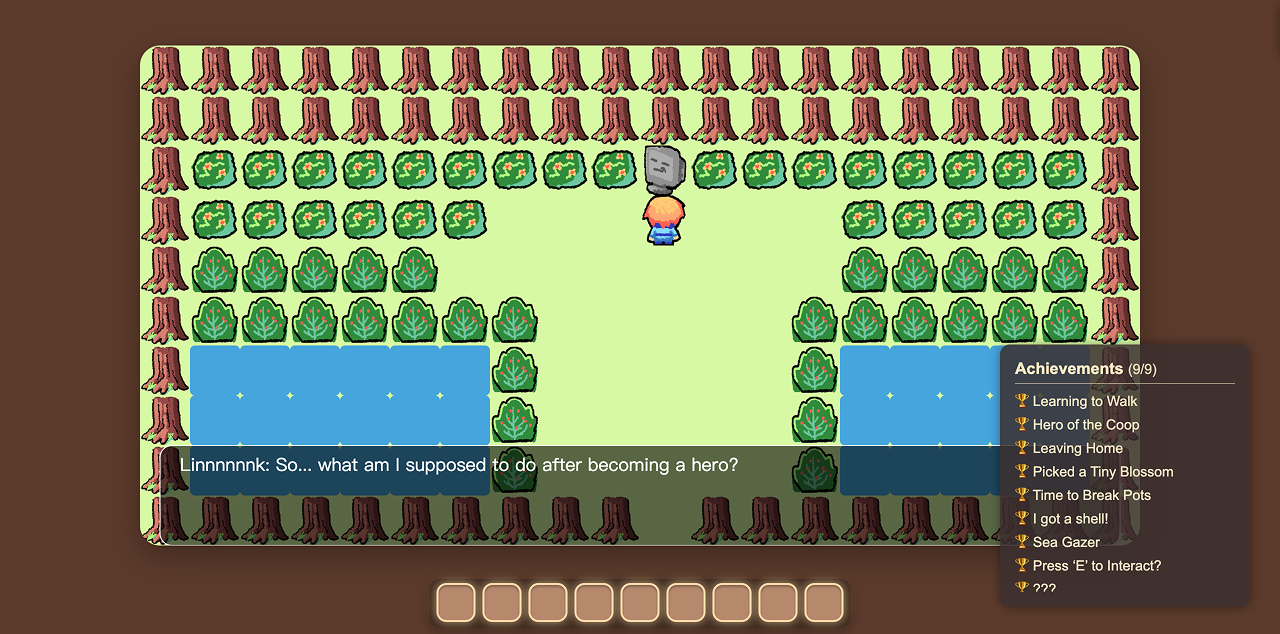 Linnnnnnk: So... what am I supposed to do after becoming a hero?
Achievements (9/9)
Learning to Walk
Hero of the Coop
Leaving Home
Picked a Tiny Blossom
Time to Break Pots
I got a shell!
Sea Gazer
Press ‘E’ to Interact?
???